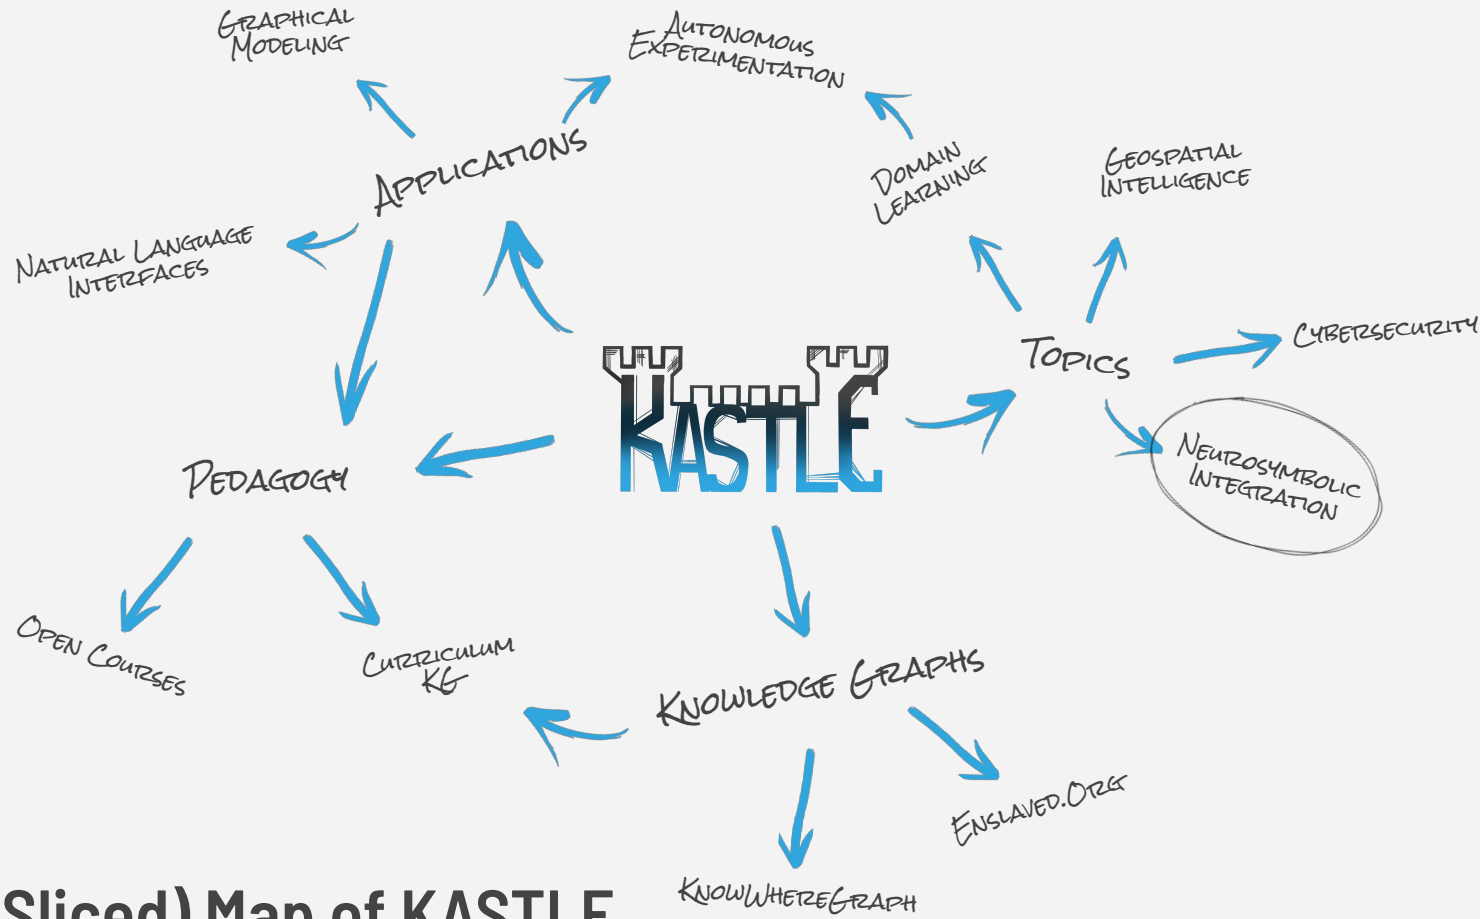 Graphical
Modeling
Autonomous
Experimentation
Applications
Domain
Learning
Geospatial
Intelligence
Natural Language
Interfaces
Cybersecurity
Topics
KASTLE
Neurosymbolic
Integration
Pedagogy
Open Courses
Curriculum
KG
Knowledge Graphs
Enslaved.Org
KnowWhereGraph
Sliced) Map of KASTLE